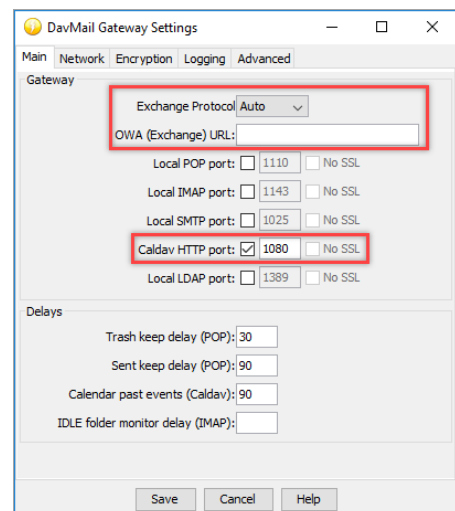 DavMail Gateway Settings
Main Network Encryption Logging Advanced
Gateway
Exchange Protocol Auto
OWA (Exchange) URL:
Local POP port: 1110 No SSL
Local IMAP port: 1143 No SSL
Local SMTP port: 1025 No SSL
Caldav HTTP port: 1080 No SSL
Local LDAP port: 1389 No SSL
Delays
Trash keep delay (POP): 30
Sent keep delay (POP): 90
Calendar past events (Caldav): 90
IDLE folder monitor delay (IMAP):
Save Cancel Help